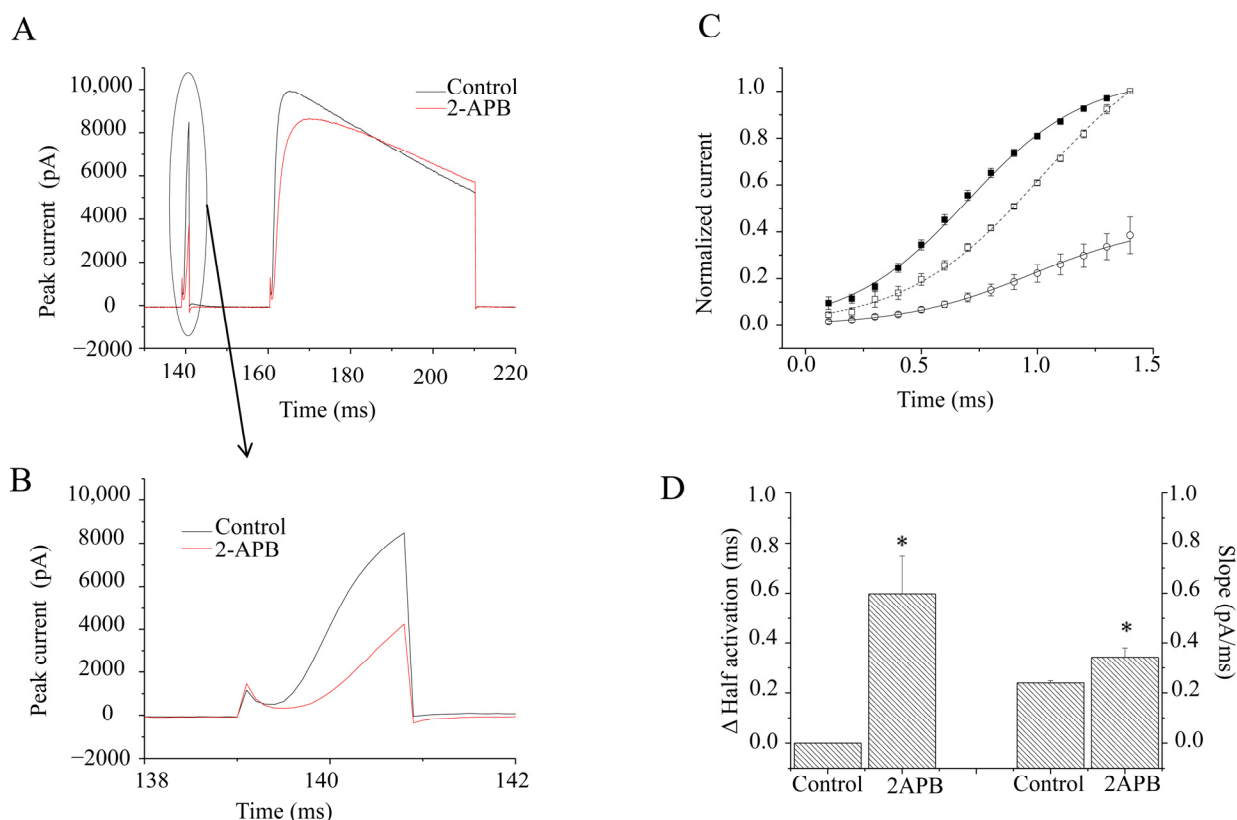 A
10,000
8000
6000
4000
2000
0
−2000
Peak current (pA)
Control
2-APB
140
160
180
200
220
Time (ms)
B
10,000
8000
6000
4000
2000
0
−2000
Peak current (pA)
Control
2-APB
138
140
142
Time (ms)
C
1.0
0.8
0.6
0.4
0.2
0.0
Normalized current
0.0
0.5
1.0
1.5
Time (ms)
D
1.0
0.8
0.6
0.4
0.2
0.0
Δ Half activation (ms)
*
*
1.0
0.8
0.6
0.4
0.2
0.0
Slope (pA/ms)
Control
2APB
Control
2APB